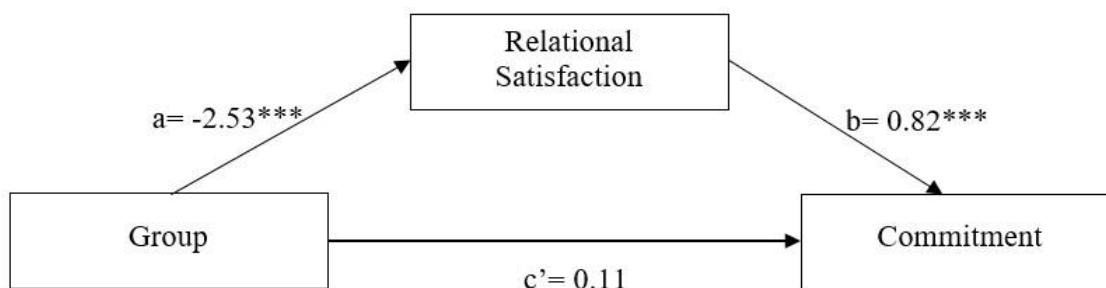 Relational
Satisfaction
a= -2.53***
b= 0.82***
Group
Commitment
c’= 0.11